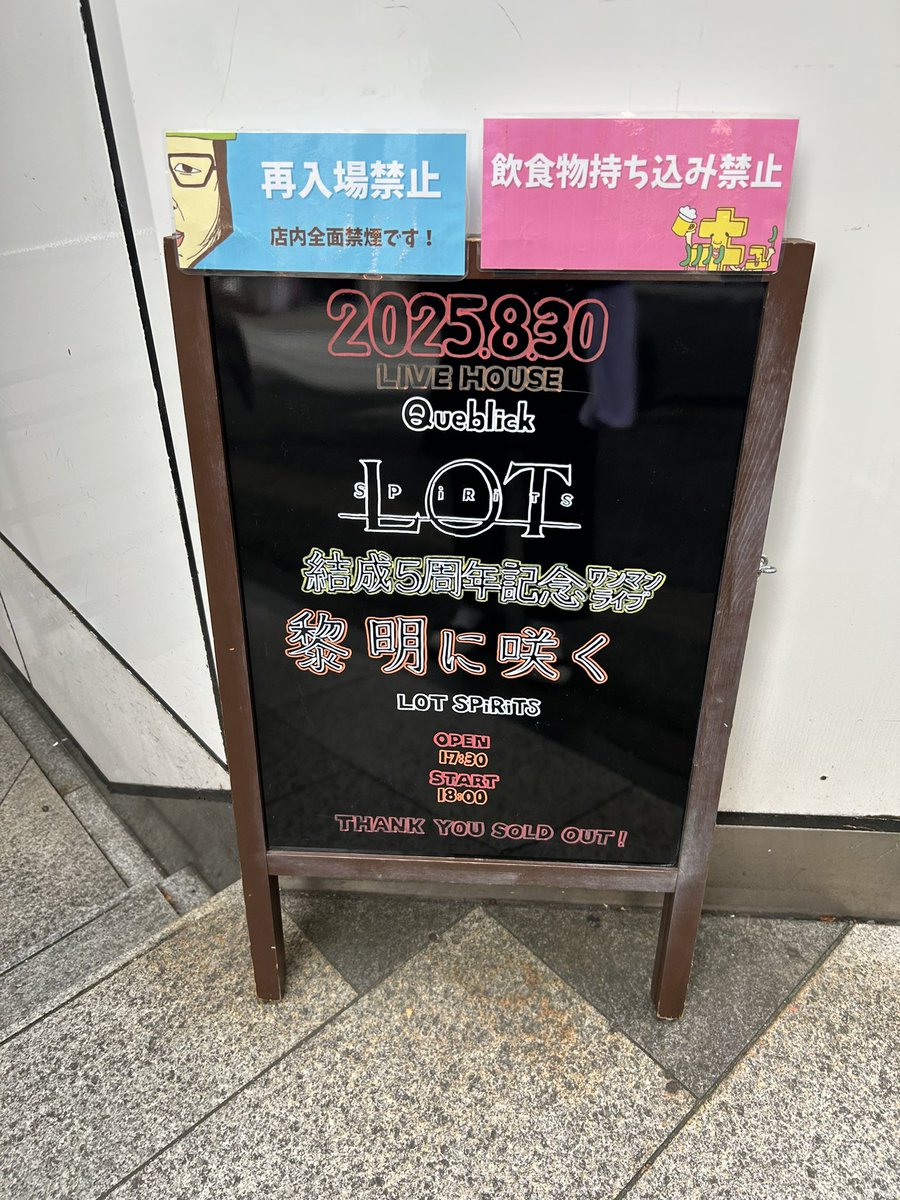 再入場禁止
店内全面禁煙です！
飲食物持ち込み禁止
2025.8.30
LIVE HOUSE
Queblick
LOT
SPiRiTS
結成5周年記念ワンマンライブ
黎明に咲く
LOT SPiRiTS
OPEN
17:30
START
18:00
THANK YOU SOLD OUT!